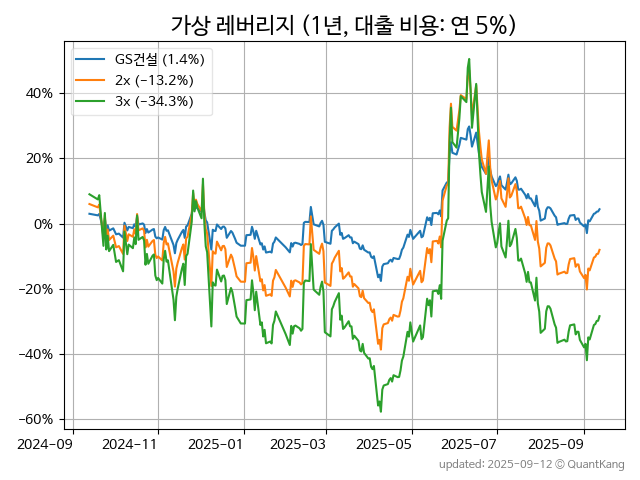 가상 레버리지 (1년, 대출 비용: 연 5%)
GS건설 (1.4%)
2x (−13.2%)
3x (−34.3%)
40%
20%
0%
−20%
−40%
−60%
2024-09
2024-11
2025-01
2025-03
2025-05
2025-07
2025-09
updated: 2025-09-12 © QuantKang